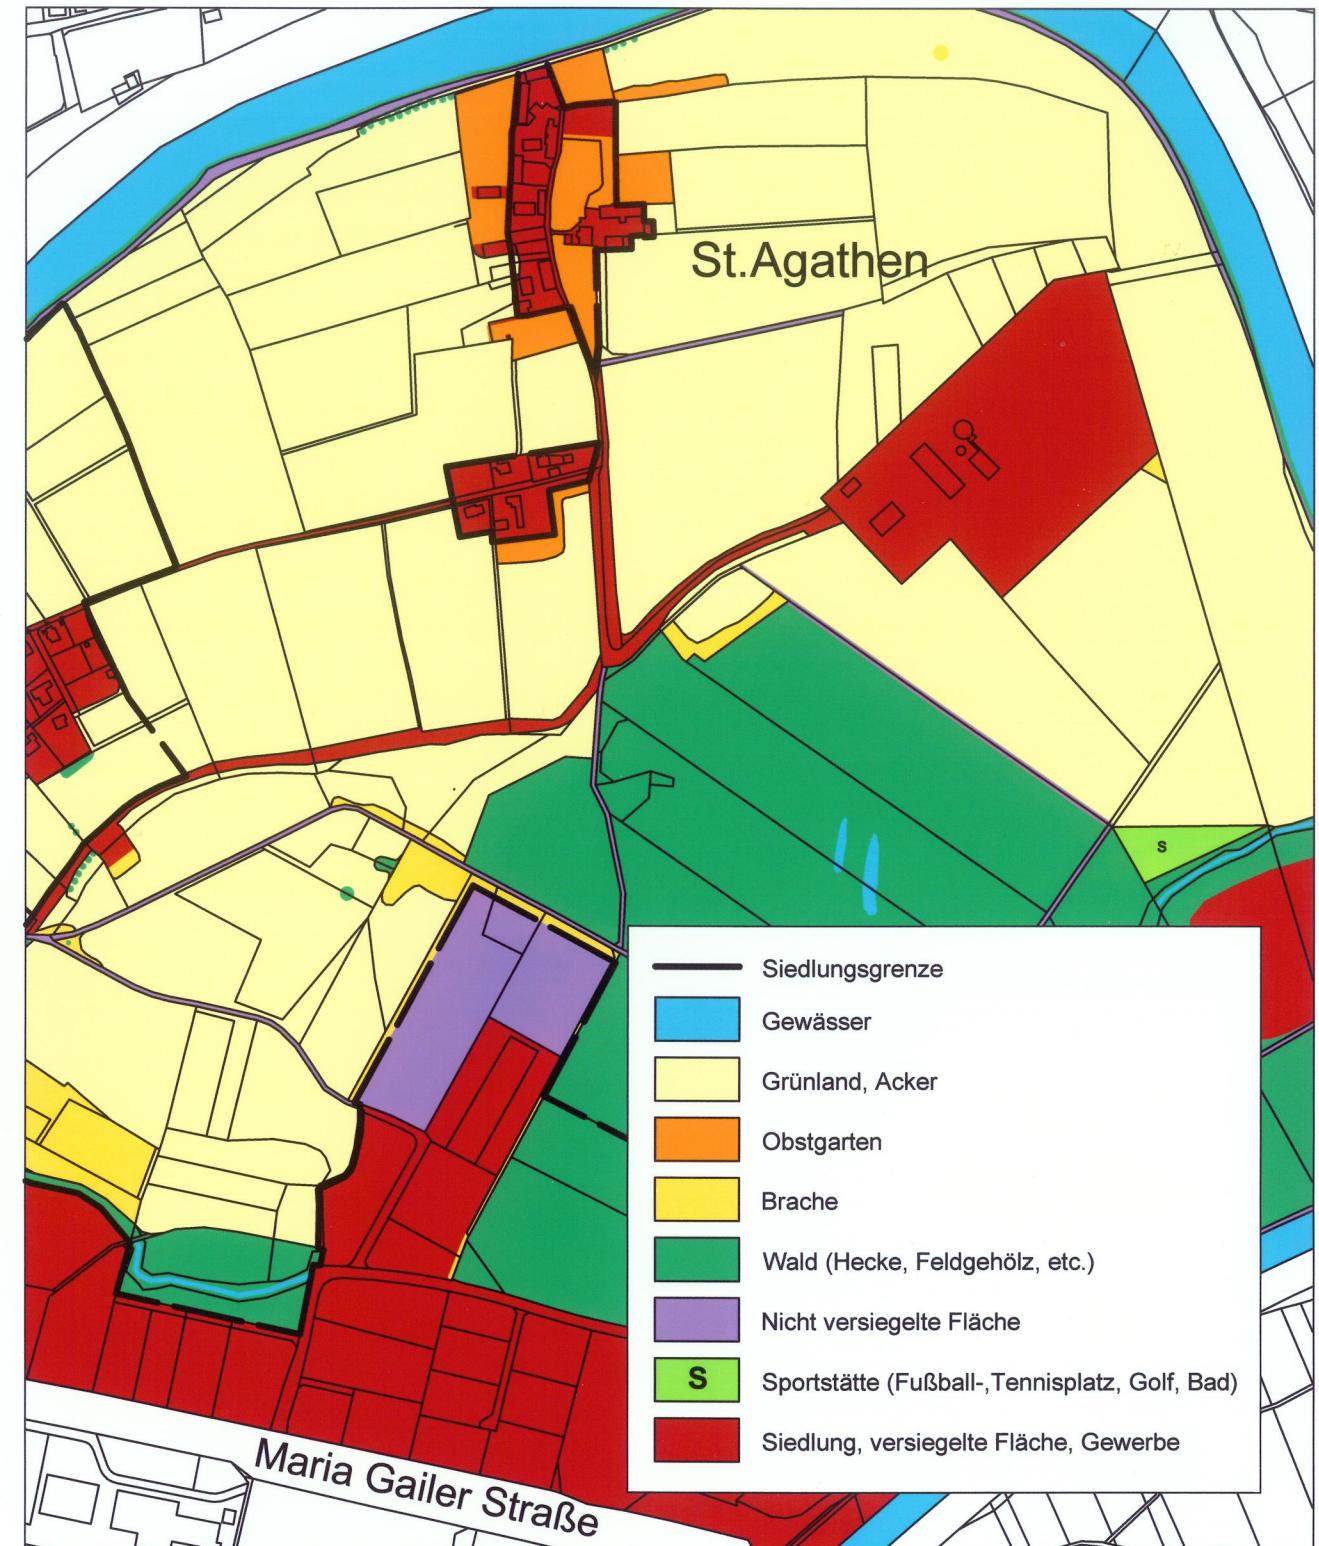 St.Agathen
S
Siedlungsgrenze
Gewässer
Grünland, Acker
Obstgarten
Brache
Wald (Hecke, Feldgehölz, etc.)
Nicht versiegelte Fläche
S Sportstätte (Fußball-,Tennisplatz, Golf, Bad)
Siedlung, versiegelte Fläche, Gewerbe
Maria Gailer Straße